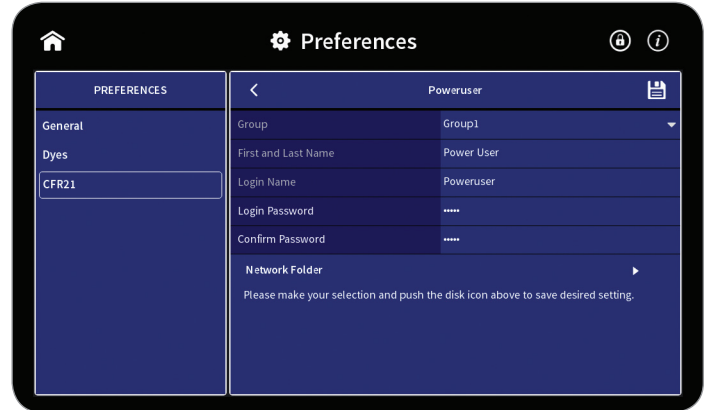 Preferences
PREFERENCES
General
Dyes
CFR21
Poweruser
Group Group1
First and Last Name Power User
Login Name Poweruser
Login Password •••••
Confirm Password •••••
Network Folder
Please make your selection and push the disk icon above to save desired setting.